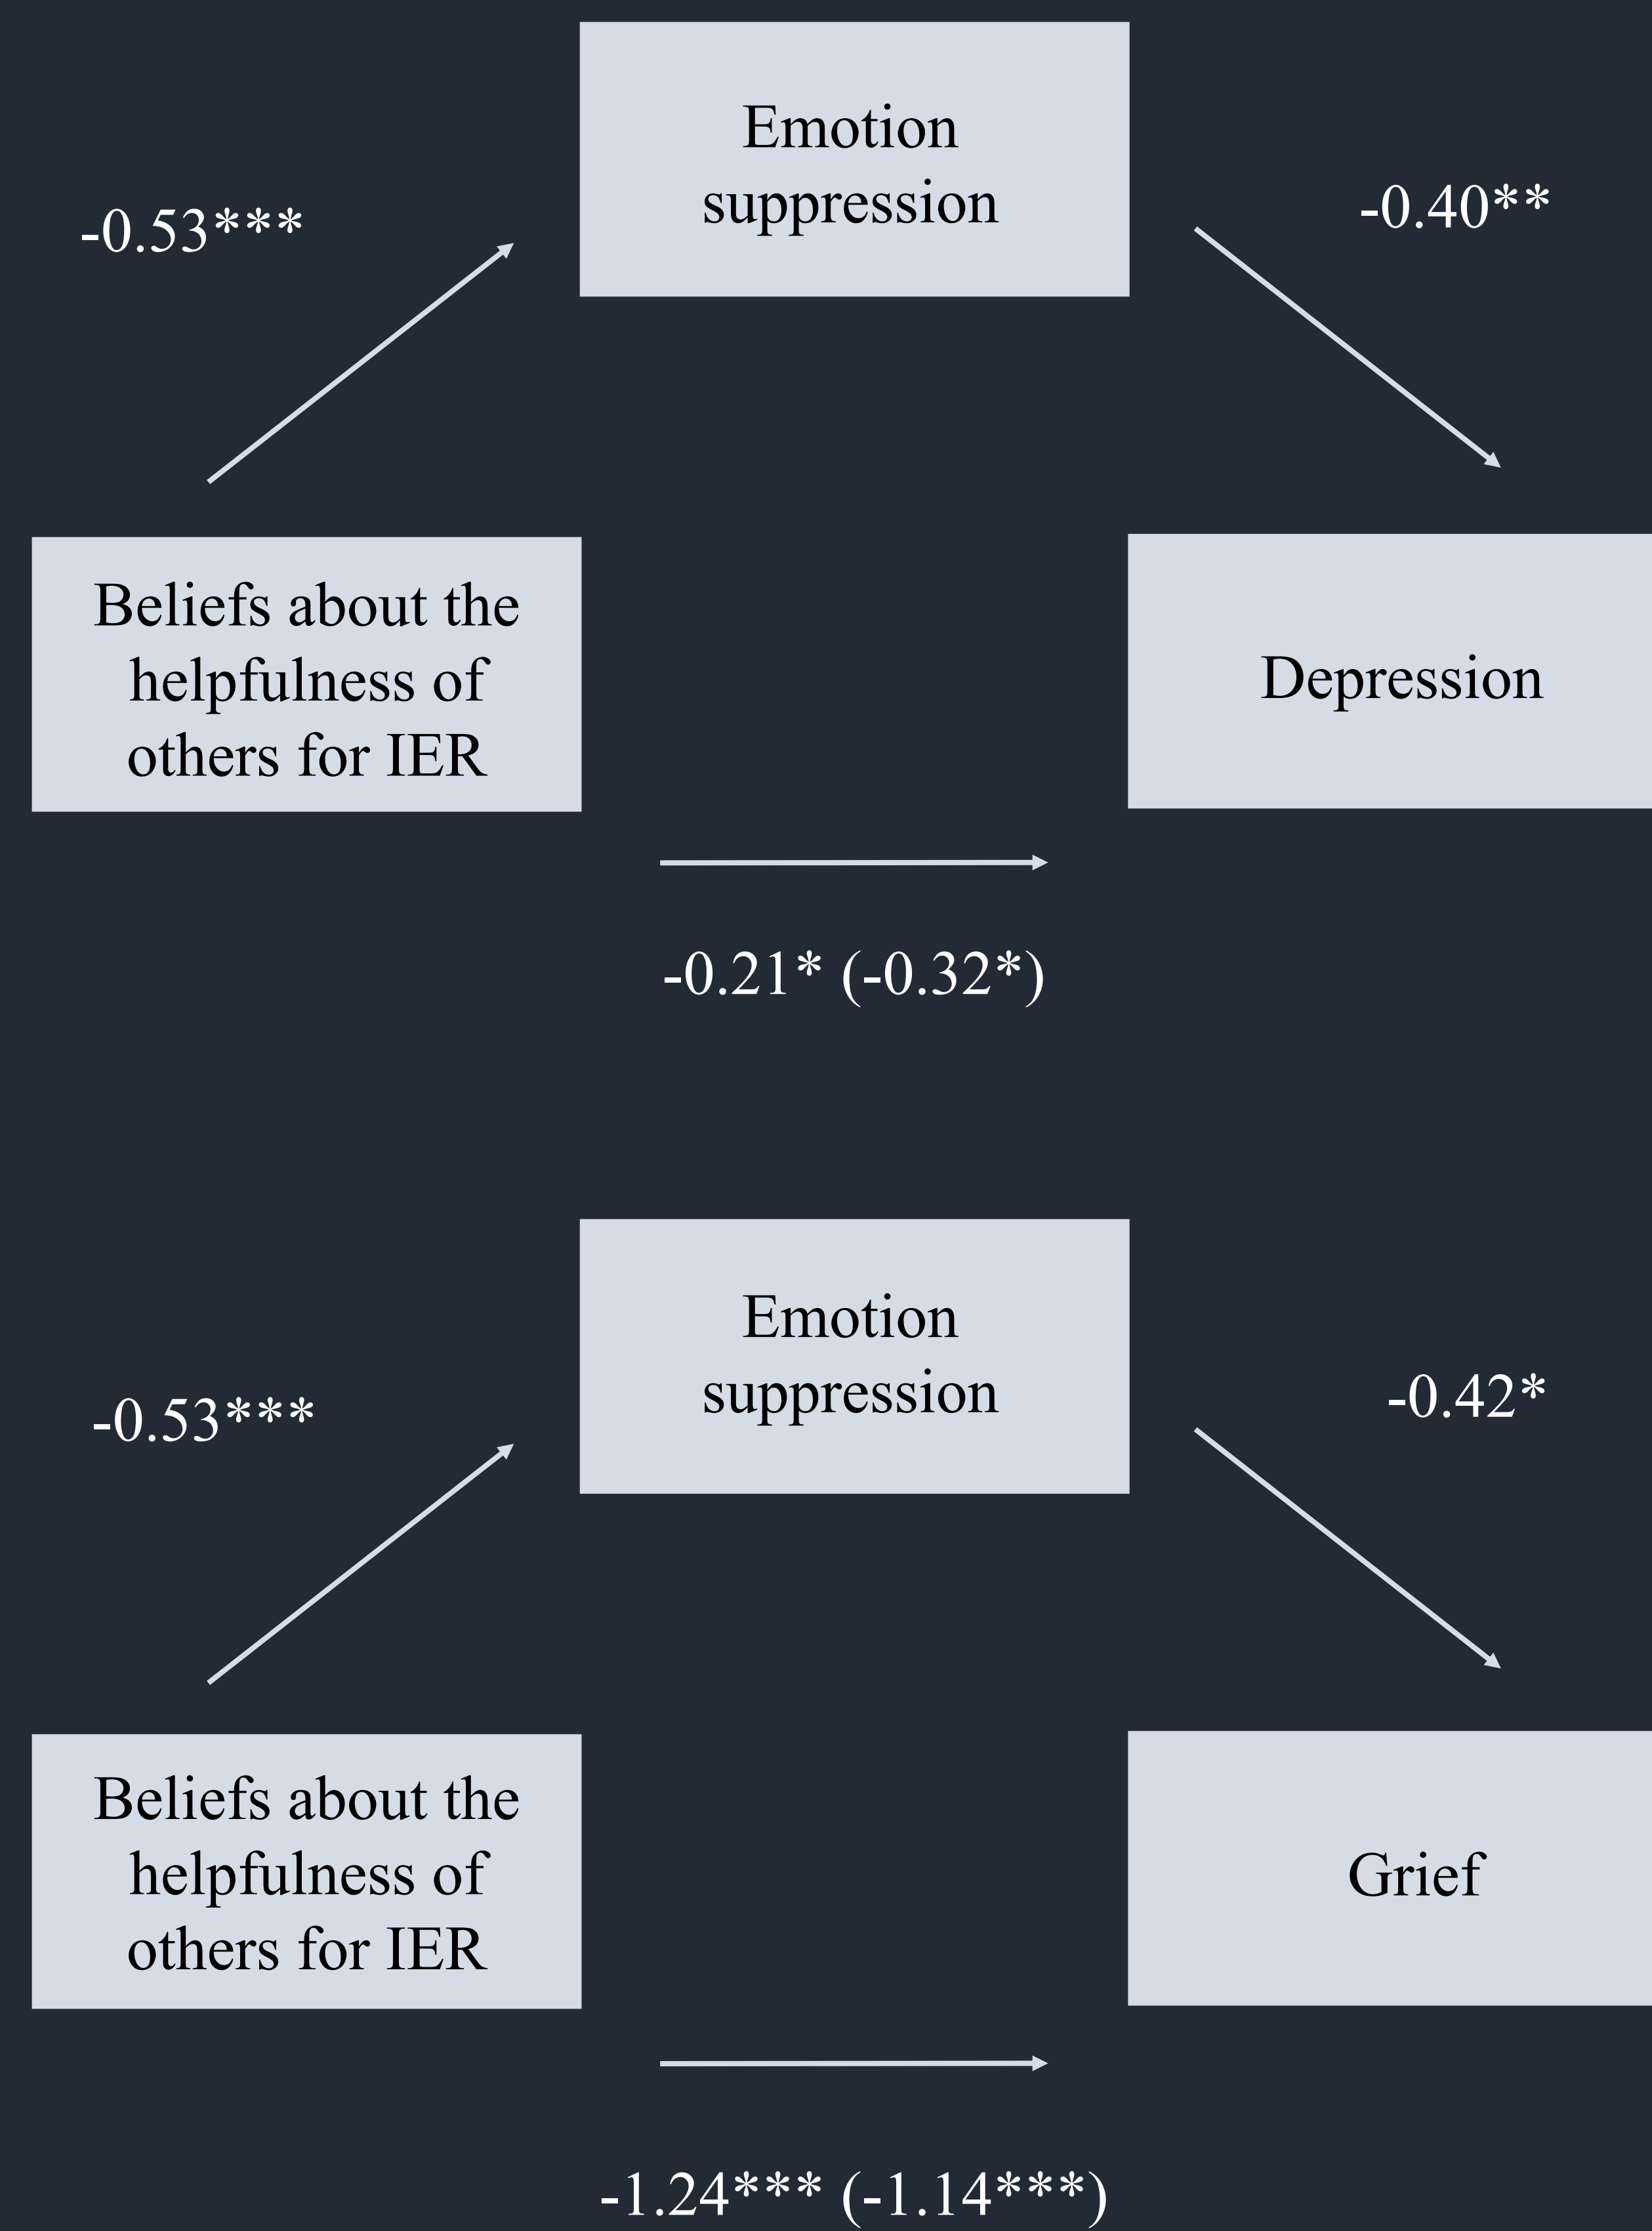 Emotion
suppression
-0.53***
-0.40**
Beliefs about the
helpfulness of
others for IER
Depression
-0.21* (-0.32*)
Emotion
suppression
-0.53***
-0.42*
Beliefs about the
helpfulness of
others for IER
Grief
-1.24*** (-1.14***)